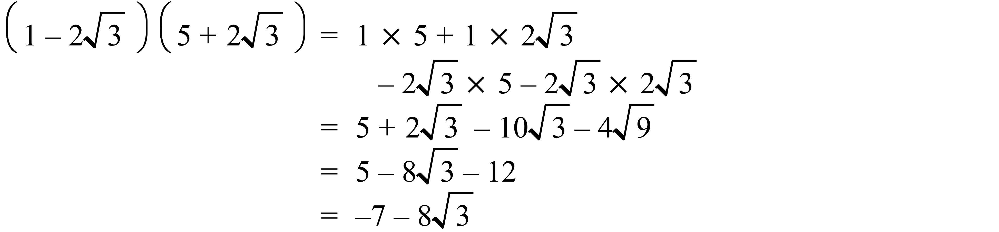 (1 – 2√3)(5 + 2√3) = 1 × 5 + 1 × 2√3
– 2√3 × 5 – 2√3 × 2√3
= 5 + 2√3 – 10√3 – 4√9
= 5 – 8√3 – 12
= –7 – 8√3